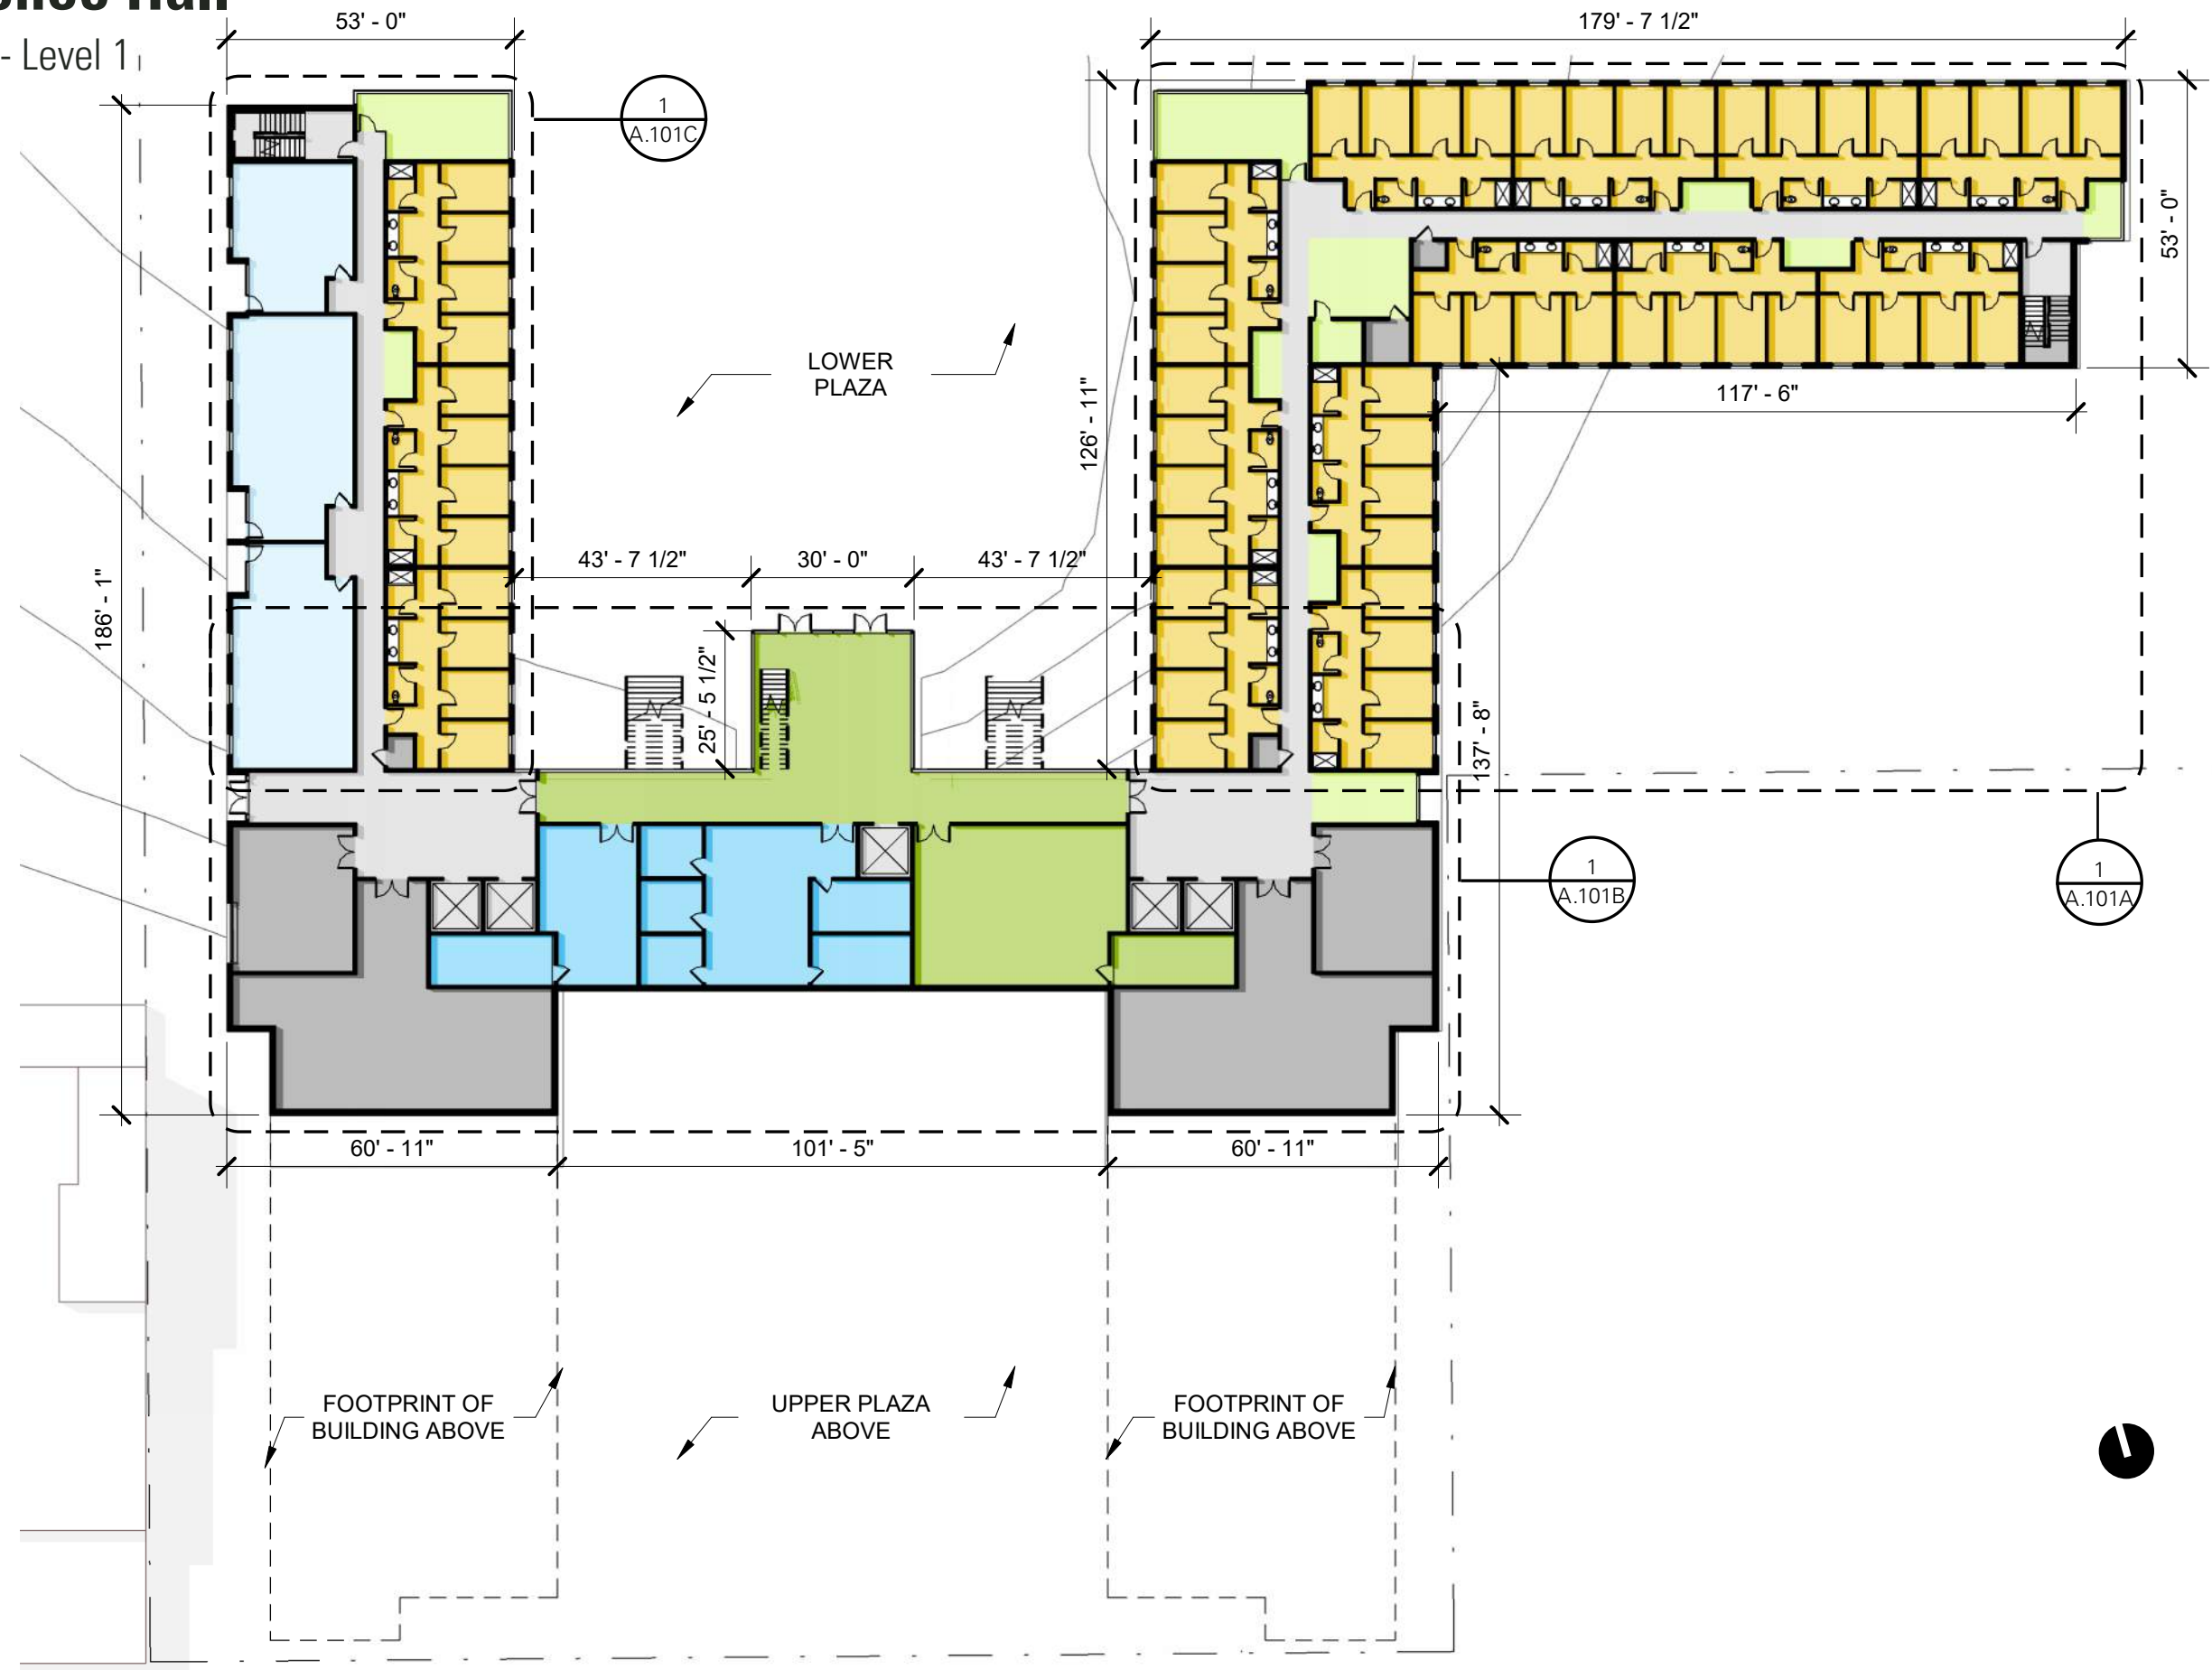 - Level 1
53' - 0"
179' - 7 1/2"
1
A.101C
53' - 0"
LOWER
PLAZA
126' - 11"
117' - 6"
186' - 1"
43' - 7 1/2"
30' - 0"
43' - 7 1/2"
25' - 5 1/2"
137' - 8"
1
A.101B
1
A.101A
60' - 11"
101' - 5"
60' - 11"
FOOTPRINT OF
BUILDING ABOVE
UPPER PLAZA
ABOVE
FOOTPRINT OF
BUILDING ABOVE